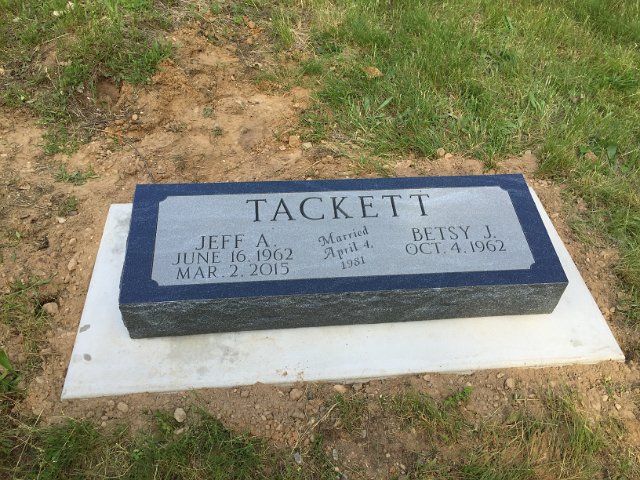 TACKETT
JEFF A.
JUNE 16, 1962
MAR. 2, 2015
Married
April 4,
1981
BETSY J.
OCT. 4, 1962